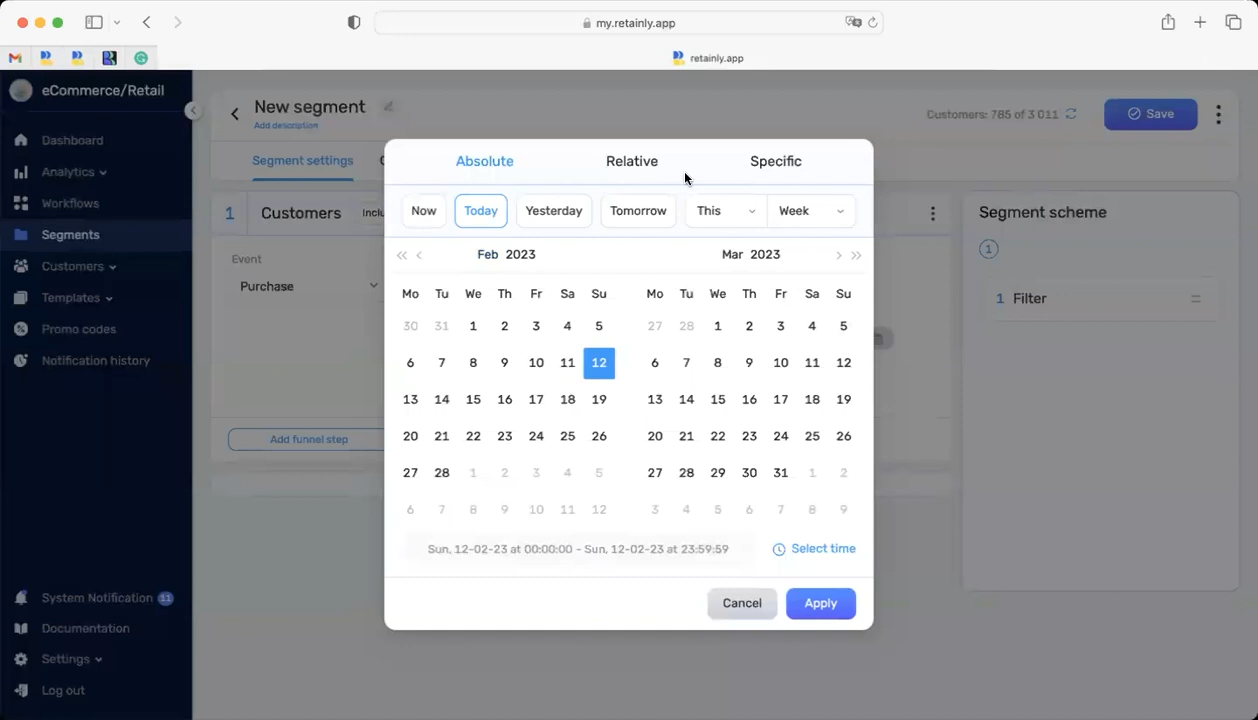 my.retainly.app
retainly.app
eCommerce/Retail
Dashboard
Analytics
Workflows
Segments
Customers
Templates
Promo codes
Notification history
System Notification 11
Documentation
Settings
Log out
New segment
Add description
Customers: 785 of 3 011
Save
Segment settings
1 Customers
Event
Purchase
Add funnel step
Segment scheme
1
1 Filter
Absolute Relative Specific
Now Today Yesterday Tomorrow This Week
Feb 2023 Mar 2023
Mo Tu We Th Fr Sa Su Mo Tu We Th Fr Sa Su
30 31 1 2 3 4 5 27 28 1 2 3 4 5
6 7 8 9 10 11 12 6 7 8 9 10 11 12
13 14 15 16 17 18 19 13 14 15 16 17 18 19
20 21 22 23 24 25 26 20 21 22 23 24 25 26
27 28 1 2 3 4 5 27 28 29 30 31 1 2
6 7 8 9 10 11 12 3 4 5 6 7 8 9
Sun, 12-02-23 at 00:00:00 - Sun, 12-02-23 at 23:59:59
Select time
Cancel Apply